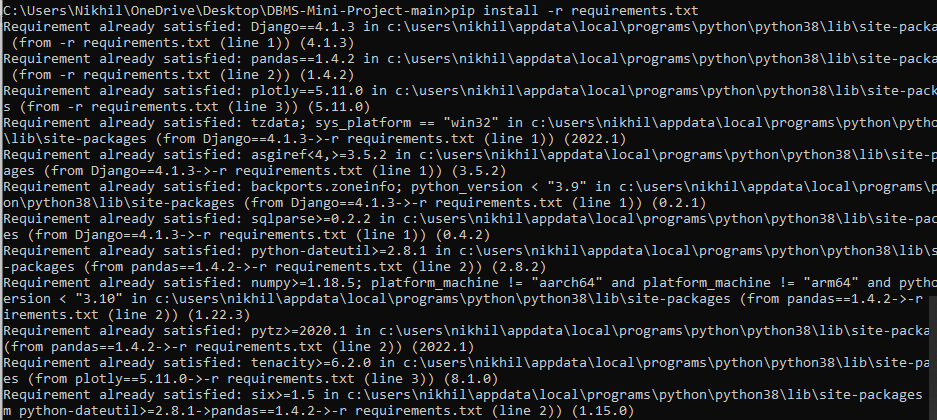 C:\Users\Nikhil\OneDrive\Desktop\DBMS-Mini-Project-main>pip install -r requirements.txt
Requirement already satisfied: Django==4.1.3 in c:\users\nikhil\appdata\local\programs\python\python38\lib\site-packa
 (from -r requirements.txt (line 1)) (4.1.3)
Requirement already satisfied: pandas==1.4.2 in c:\users\nikhil\appdata\local\programs\python\python38\lib\site-packa
 (from -r requirements.txt (line 2)) (1.4.2)
Requirement already satisfied: plotly==5.11.0 in c:\users\nikhil\appdata\local\programs\python\python38\lib\site-pack
s (from -r requirements.txt (line 3)) (5.11.0)
Requirement already satisfied: tzdata; sys_platform == "win32" in c:\users\nikhil\appdata\local\programs\python\pytho
\lib\site-packages (from Django==4.1.3->-r requirements.txt (line 1)) (2022.1)
Requirement already satisfied: asgiref<4,>=3.5.2 in c:\users\nikhil\appdata\local\programs\python\python38\lib\site-p
ages (from Django==4.1.3->-r requirements.txt (line 1)) (3.5.2)
Requirement already satisfied: backports.zoneinfo; python_version < "3.9" in c:\users\nikhil\appdata\local\programs\p
on\python38\lib\site-packages (from Django==4.1.3->-r requirements.txt (line 1)) (0.2.1)
Requirement already satisfied: sqlparse>=0.2.2 in c:\users\nikhil\appdata\local\programs\python\python38\lib\site-pac
es (from Django==4.1.3->-r requirements.txt (line 1)) (0.4.2)
Requirement already satisfied: python-dateutil>=2.8.1 in c:\users\nikhil\appdata\local\programs\python\python38\lib\s
-packages (from pandas==1.4.2->-r requirements.txt (line 2)) (2.8.2)
Requirement already satisfied: numpy>=1.18.5; platform_machine != "aarch64" and platform_machine != "arm64" and pytho
ersion < "3.10" in c:\users\nikhil\appdata\local\programs\python\python38\lib\site-packages (from pandas==1.4.2->-r
irements.txt (line 2)) (1.22.3)
Requirement already satisfied: pytz>=2020.1 in c:\users\nikhil\appdata\local\programs\python\python38\lib\site-packa
(from pandas==1.4.2->-r requirements.txt (line 2)) (2022.1)
Requirement already satisfied: tenacity>=6.2.0 in c:\users\nikhil\appdata\local\programs\python\python38\lib\site-pa
es (from plotly==5.11.0->-r requirements.txt (line 3)) (8.1.0)
Requirement already satisfied: six>=1.5 in c:\users\nikhil\appdata\local\programs\python\python38\lib\site-packages
m python-dateutil>=2.8.1->pandas==1.4.2->-r requirements.txt (line 2)) (1.15.0)